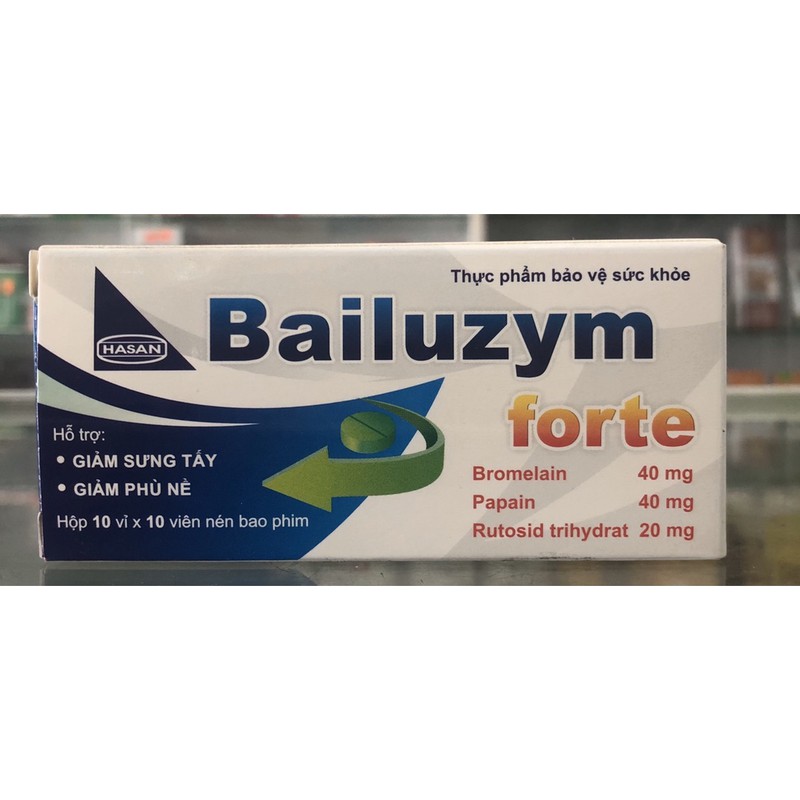 Thực phẩm bảo vệ sức khỏe
HASAN
Bailuzym
forte
Hỗ trợ:
• GIẢM SƯNG TẤY
• GIẢM PHÙ NỀ
Hộp 10 vỉ x 10 viên nén bao phim
Bromelain 40 mg
Papain 40 mg
Rutosid trihydrat 20 mg